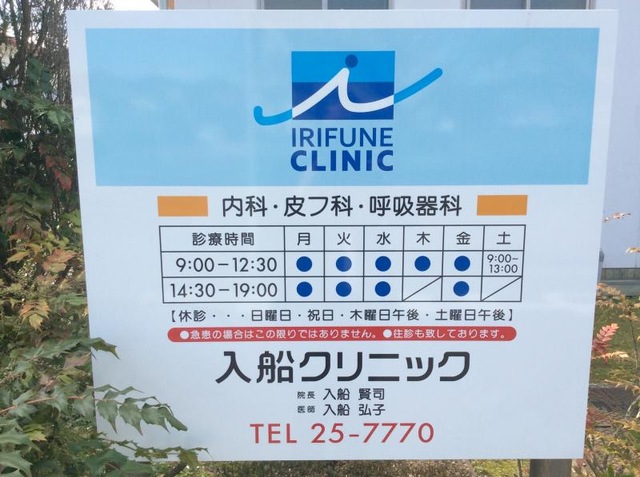 IRIFUNE
CLINIC
内科・皮フ科・呼吸器科
診療時間 月 火 水 木 金 土
9:00－12:30 ● ● ● ● ● 9:00～13:00
14:30－19:00 ● ● ● ／ ● ／
【休診・・・日曜日・祝日・木曜日午後・土曜日午後】
●急患の場合はこの限りではありません。●往診も致しております。
入船クリニック
院長 入船 賢司
医師 入船 弘子
TEL 25-7770